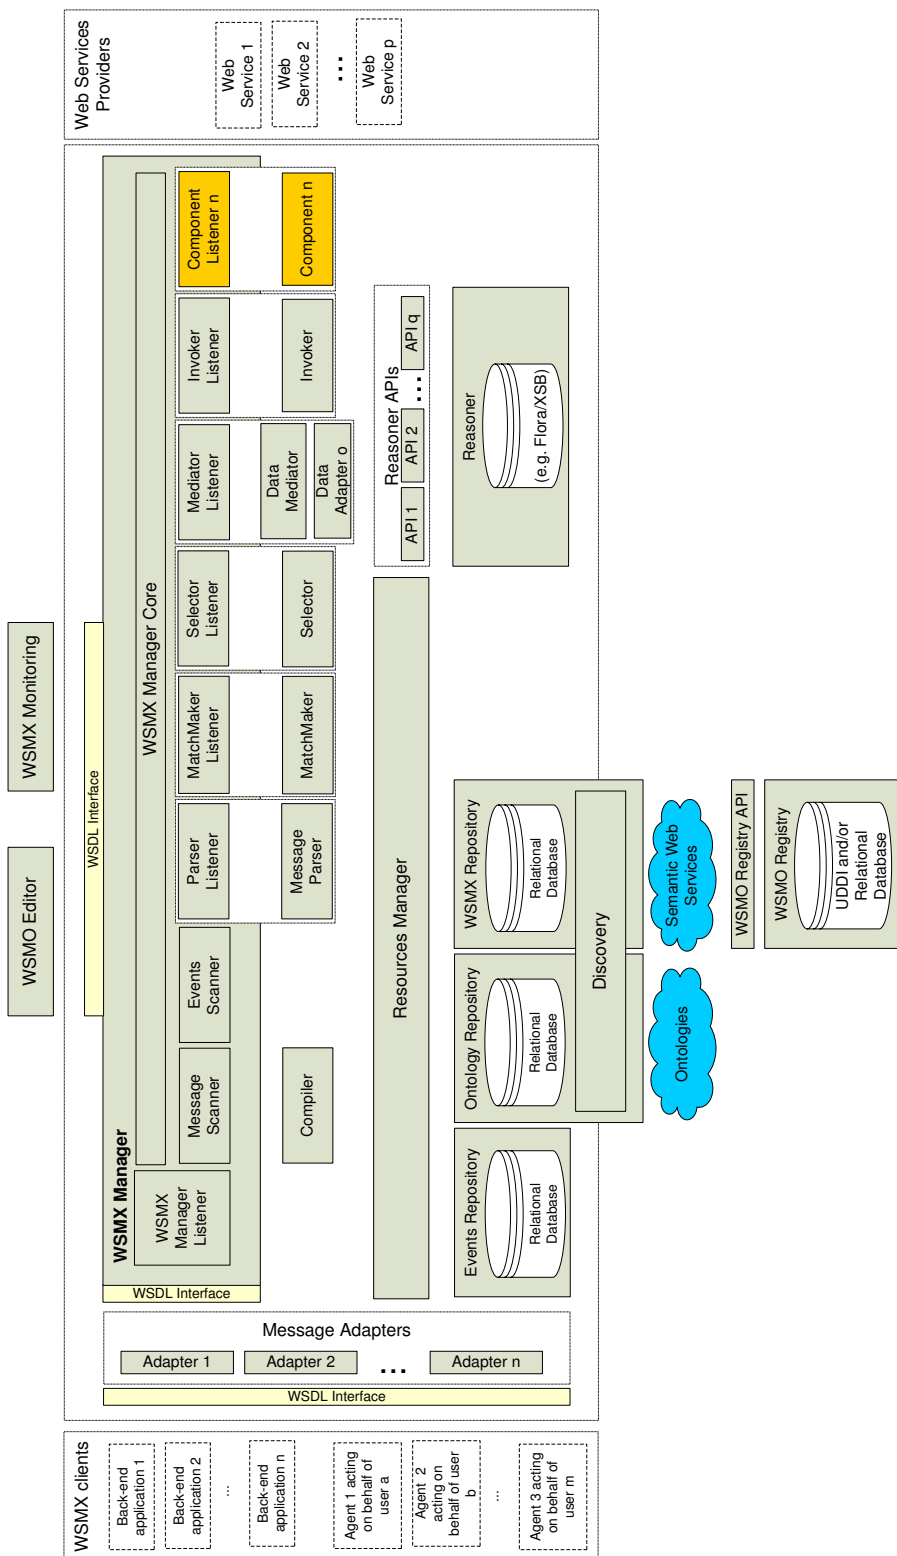 WSMO Editor
WSMX Monitoring
WSMX clients
Back-end
application 1
Back-end
application 2
...
Back-end
application n
Agent 1 acting
on behalf of
user a
Agent 2
acting on
behalf of user
b
...
Agent 3 acting
on behalf of
user m
WSDL Interface
Message Adapters
Adapter 1
Adapter 2
...
Adapter n
WSDL Interface
WSDL Interface
WSMX Manager
WSMX
Manager
Listener
WSMX Manager Core
Message
Scanner
Events
Scanner
Parser
Listener
MatchMaker
Listener
Selector
Listener
Mediator
Listener
Invoker
Listener
Component
Listener n
Compiler
Message
Parser
MatchMaker
Selector
Data
Mediator
Data
Adapter o
Invoker
Component n
Resources Manager
Reasoner APIs
API 1
API 2
...
API q
Events Repository
Relational
Database
Ontology Repository
Relational
Database
WSMX Repository
Relational
Database
Discovery
Reasoner
(e.g. Flora/XSB)
Ontologies
Semantic Web
Services
WSMO Registry API
WSMO Registry
UDDI and/or
Relational
Database
Web Services
Providers
Web
Service 1
Web
Service 2
...
Web
Service p